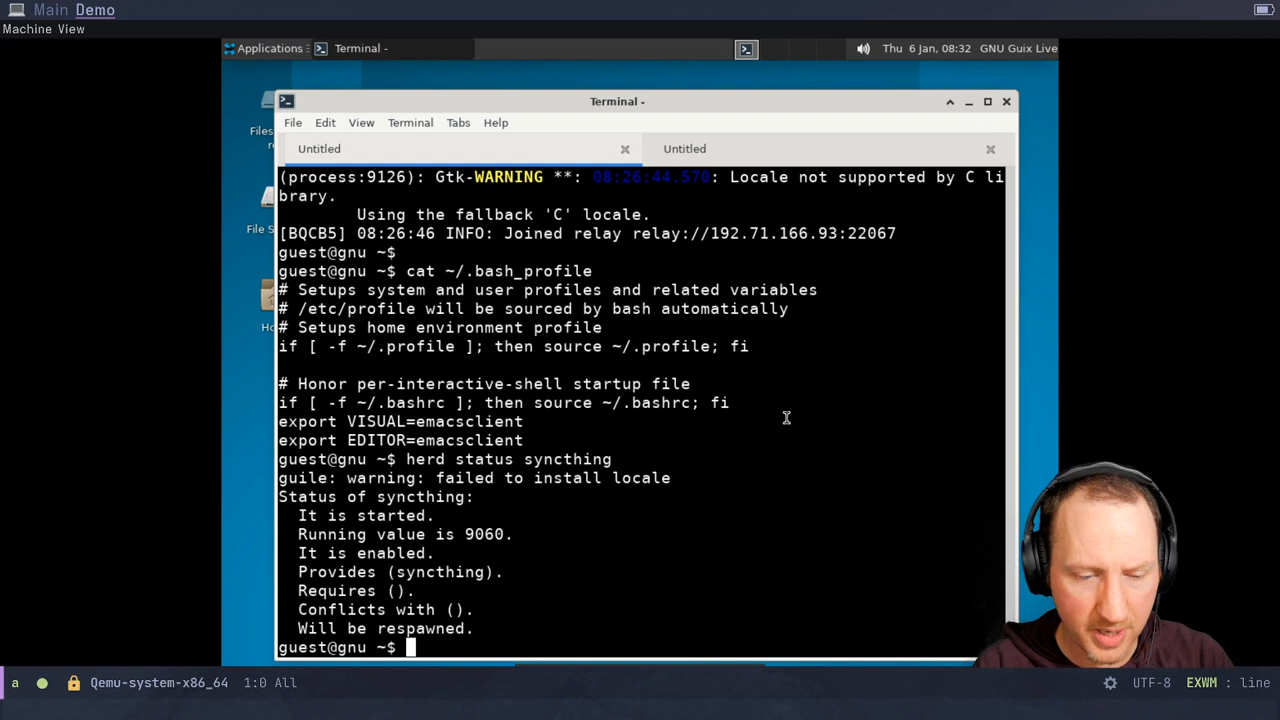 Main Demo
Machine View
Applications Terminal - Thu 6 Jan, 08:32 GNU Guix Live
Terminal -
File Edit View Terminal Tabs Help
Files
Untitled Untitled
(process:9126): Gtk-WARNING **: 08:26:44.570: Locale not supported by C li
brary.
Using the fallback 'C' locale.
File S
[BQCB5] 08:26:46 INFO: Joined relay relay://192.71.166.93:22067
guest@gnu ~$
guest@gnu ~$ cat ~/.bash_profile
# Setups system and user profiles and related variables
# /etc/profile will be sourced by bash automatically
# Setups home environment profile
Ho
if [ -f ~/.profile ]; then source ~/.profile; fi
# Honor per-interactive-shell startup file
if [ -f ~/.bashrc ]; then source ~/.bashrc; fi
export VISUAL=emacsclient
export EDITOR=emacsclient
guest@gnu ~$ herd status syncthing
guile: warning: failed to install locale
Status of syncthing:
It is started.
Running value is 9060.
It is enabled.
Provides (syncthing).
Requires ().
Conflicts with ().
Will be respawned.
guest@gnu ~$
a Qemu-system-x86_64 1:0 All UTF-8 EXWM : line